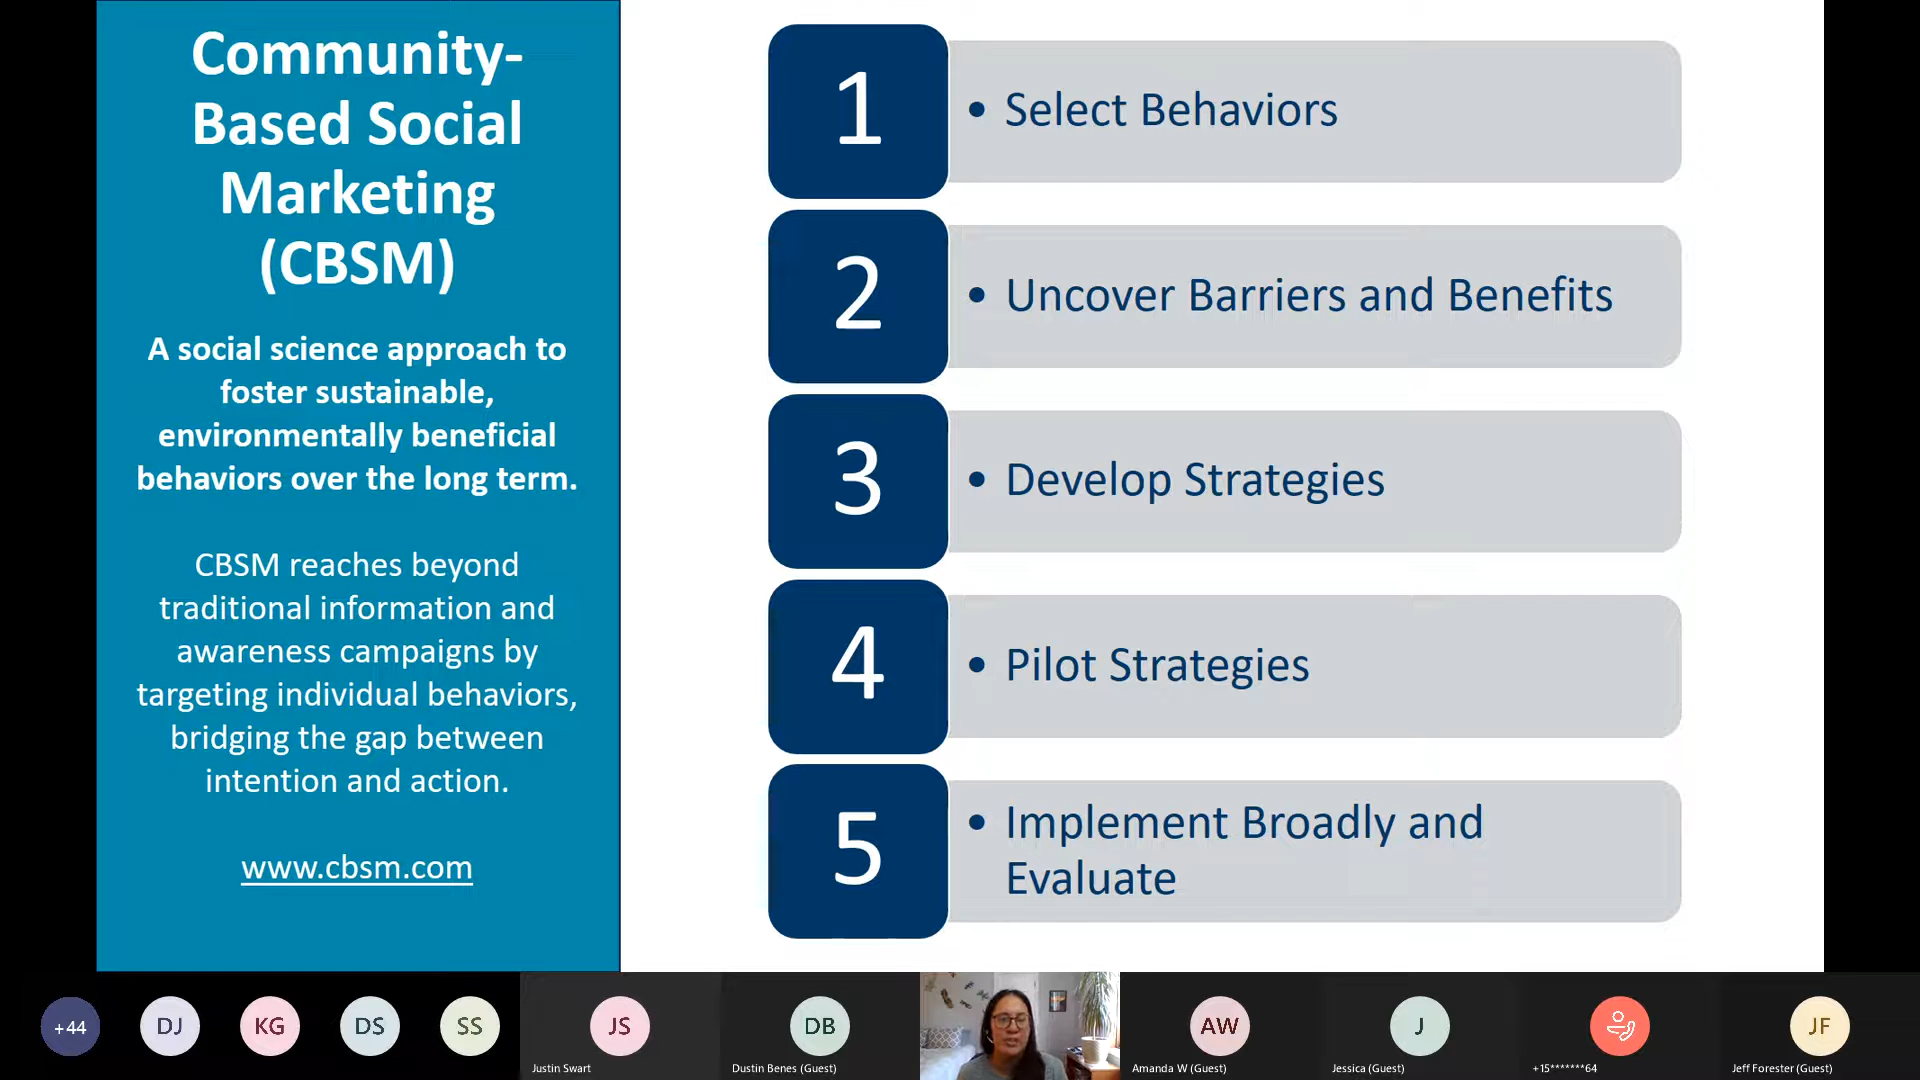 Community-
Based Social
Marketing
(CBSM)
A social science approach to
foster sustainable,
environmentally beneficial
behaviors over the long term.
CBSM reaches beyond
traditional information and
awareness campaigns by
targeting individual behaviors,
bridging the gap between
intention and action.
www.cbsm.com
1
• Select Behaviors
2
• Uncover Barriers and Benefits
3
• Develop Strategies
4
• Pilot Strategies
5
• Implement Broadly and
Evaluate
+44
DJ
KG
DS
SS
JS
Justin Swart
DB
Dustin Benes (Guest)
AW
Amanda W (Guest)
J
Jessica (Guest)
+15*******64
JF
Jeff Forester (Guest)